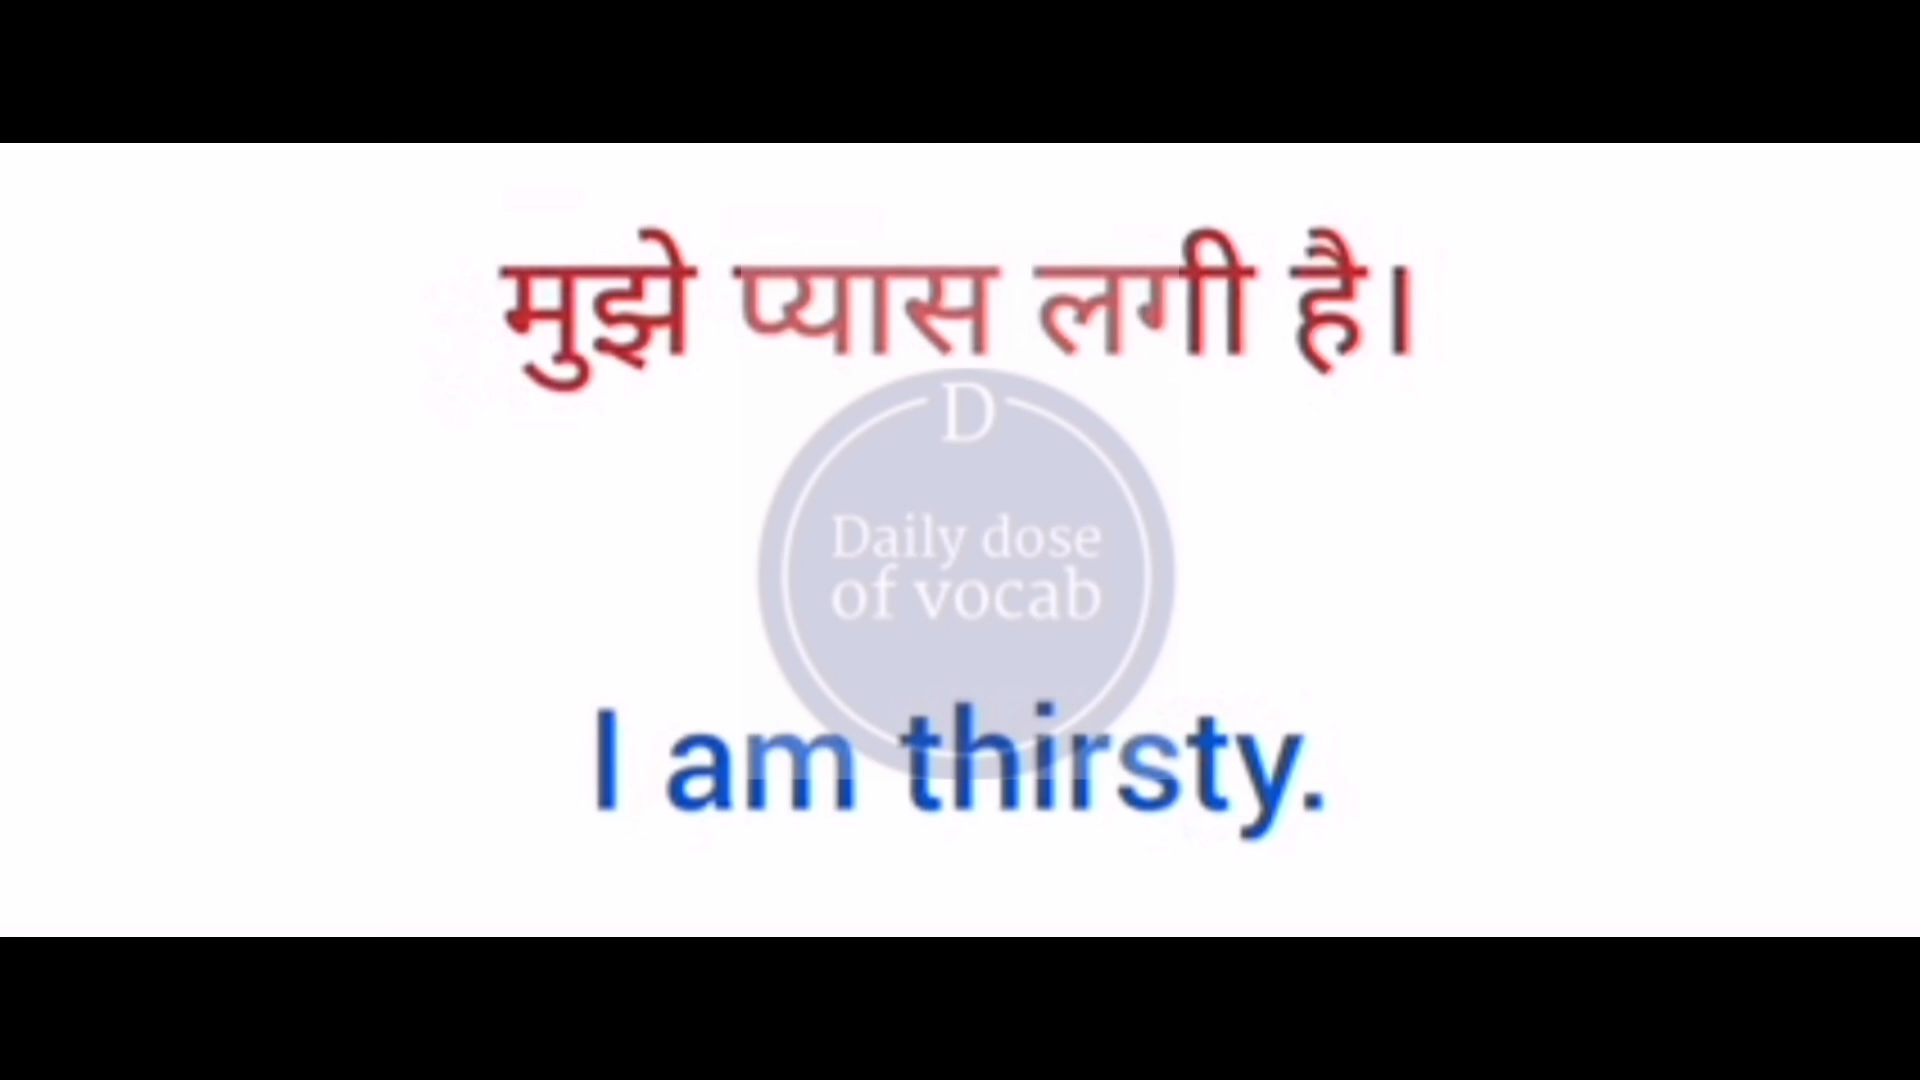 मुझे प्यास लगी है।
D
Daily dose
of vocab
I am thirsty.